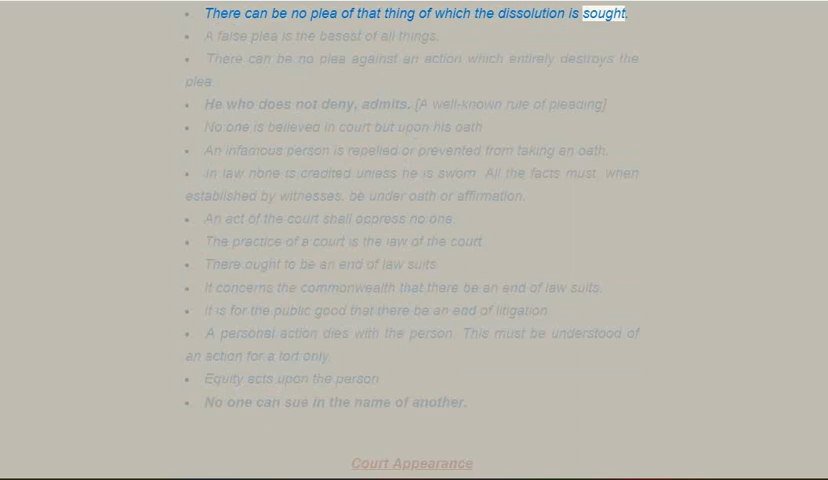 • There can be no plea of that thing of which the dissolution is sought.
• A false plea is the basest of all things.
• There can be no plea against an action which entirely destroys the
plea.
• He who does not deny, admits. [A well-known rule of pleading]
• No one is believed in court but upon his oath.
• An infamous person is repelled or prevented from taking an oath.
• In law none is credited unless he is sworn. All the facts must, when
established by witnesses, be under oath or affirmation.
• An act of the court shall oppress no one.
• The practice of a court is the law of the court.
• There ought to be an end of law suits.
• It concerns the commonwealth that there be an end of law suits.
• It is for the public good that there be an end of litigation.
• A personal action dies with the person. This must be understood of
an action for a tort only.
• Equity acts upon the person.
• No one can sue in the name of another.
Court Appearance